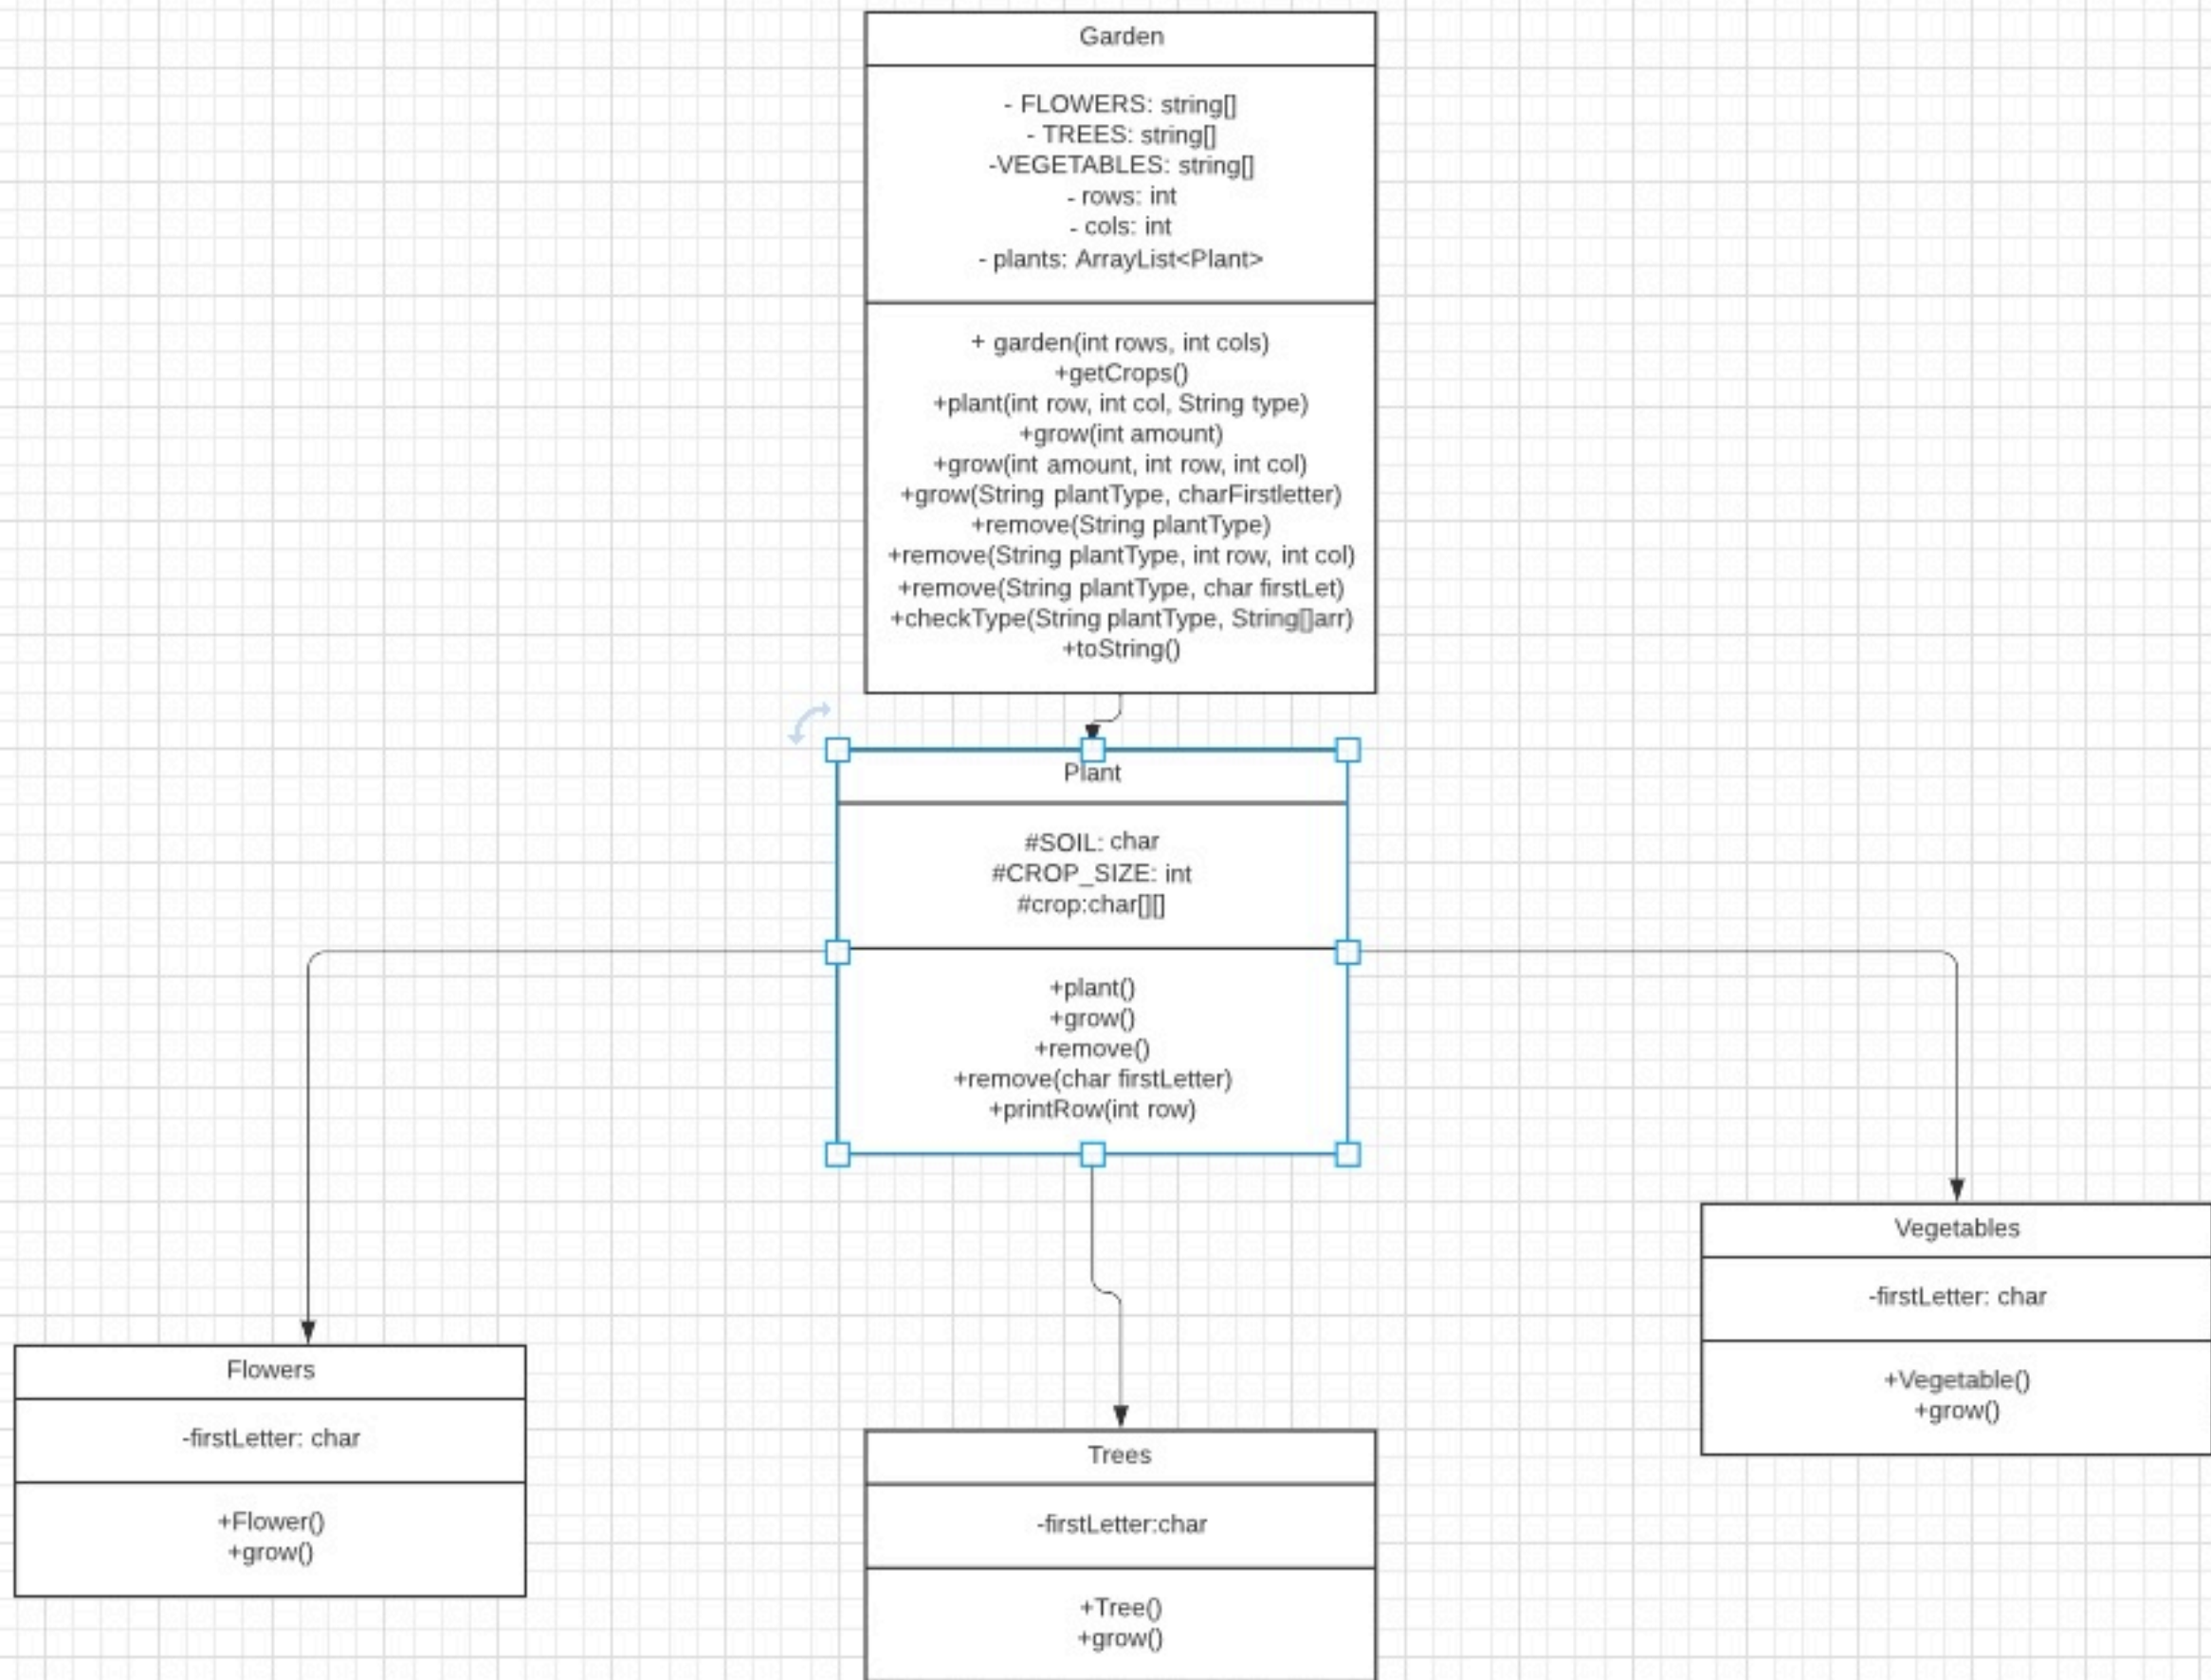 Garden
- FLOWERS: string[]
- TREES: string[]
-VEGETABLES: string[]
- rows: int
- cols: int
- plants: ArrayList<Plant>
+ garden(int rows, int cols)
+getCrops()
+plant(int row, int col, String type)
+grow(int amount)
+grow(int amount, int row, int col)
+grow(String plantType, charFirstletter)
+remove(String plantType)
+remove(String plantType, int row, int col)
+remove(String plantType, char firstLet)
+checkType(String plantType, String[]arr)
+toString()
Plant
#SOIL: char
#CROP_SIZE: int
#crop:char[][]
+plant()
+grow()
+remove()
+remove(char firstLetter)
+printRow(int row)
Vegetables
-firstLetter: char
+Vegetable()
+grow()
Flowers
-firstLetter: char
+Flower()
+grow()
Trees
-firstLetter:char
+Tree()
+grow()